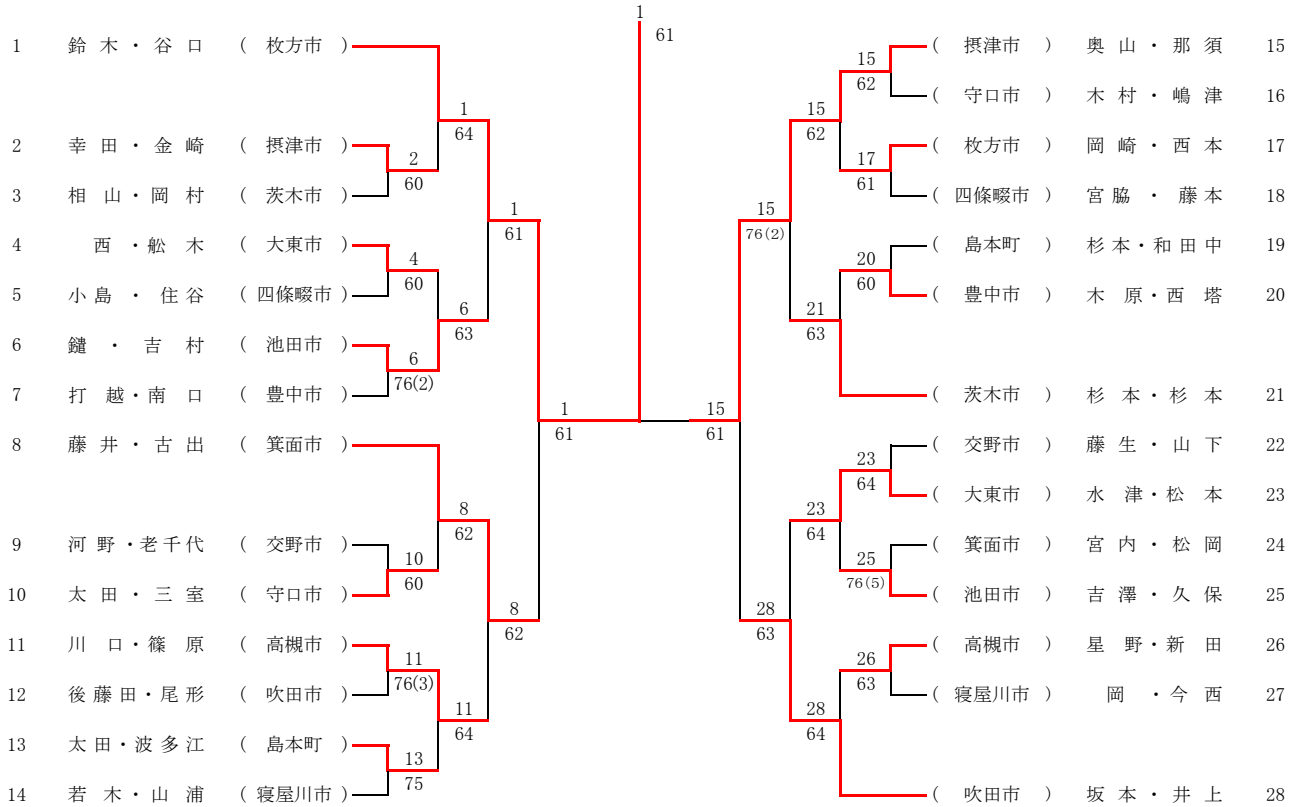 1
61
1 鈴木・谷口 ( 枚方市 )
1
64
2 幸田・金崎 ( 摂津市 )
2
60
3 相山・岡村 ( 茨木市 )
1
61
4 西・舩木 ( 大東市 )
4
60
5 小島・住谷 ( 四條畷市 )
6
63
6 鑓・吉村 ( 池田市 )
6
76(2)
7 打越・南口 ( 豊中市 )
1
61
8 藤井・古出 ( 箕面市 )
8
62
9 河野・老千代 ( 交野市 )
10
60
10 太田・三室 ( 守口市 )
8
62
11 川口・篠原 ( 高槻市 )
11
76(3)
12 後藤田・尾形 ( 吹田市 )
11
64
13 太田・波多江 ( 島本町 )
13
75
14 若木・山浦 ( 寝屋川市 )
( 摂津市 ) 奥山・那須 15
15
62
( 守口市 ) 木村・嶋津 16
15
62
( 枚方市 ) 岡崎・西本 17
17
61
( 四條畷市 ) 宮脇・藤本 18
15
76(2)
( 島本町 ) 杉本・和田中 19
20
60
( 豊中市 ) 木原・西塔 20
21
63
( 茨木市 ) 杉本・杉本 21
15
61
( 交野市 ) 藤生・山下 22
23
64
( 大東市 ) 水津・松本 23
23
64
( 箕面市 ) 宮内・松岡 24
25
76(5)
( 池田市 ) 吉澤・久保 25
28
63
( 高槻市 ) 星野・新田 26
26
63
( 寝屋川市 ) 岡・今西 27
28
64
( 吹田市 ) 坂本・井上 28